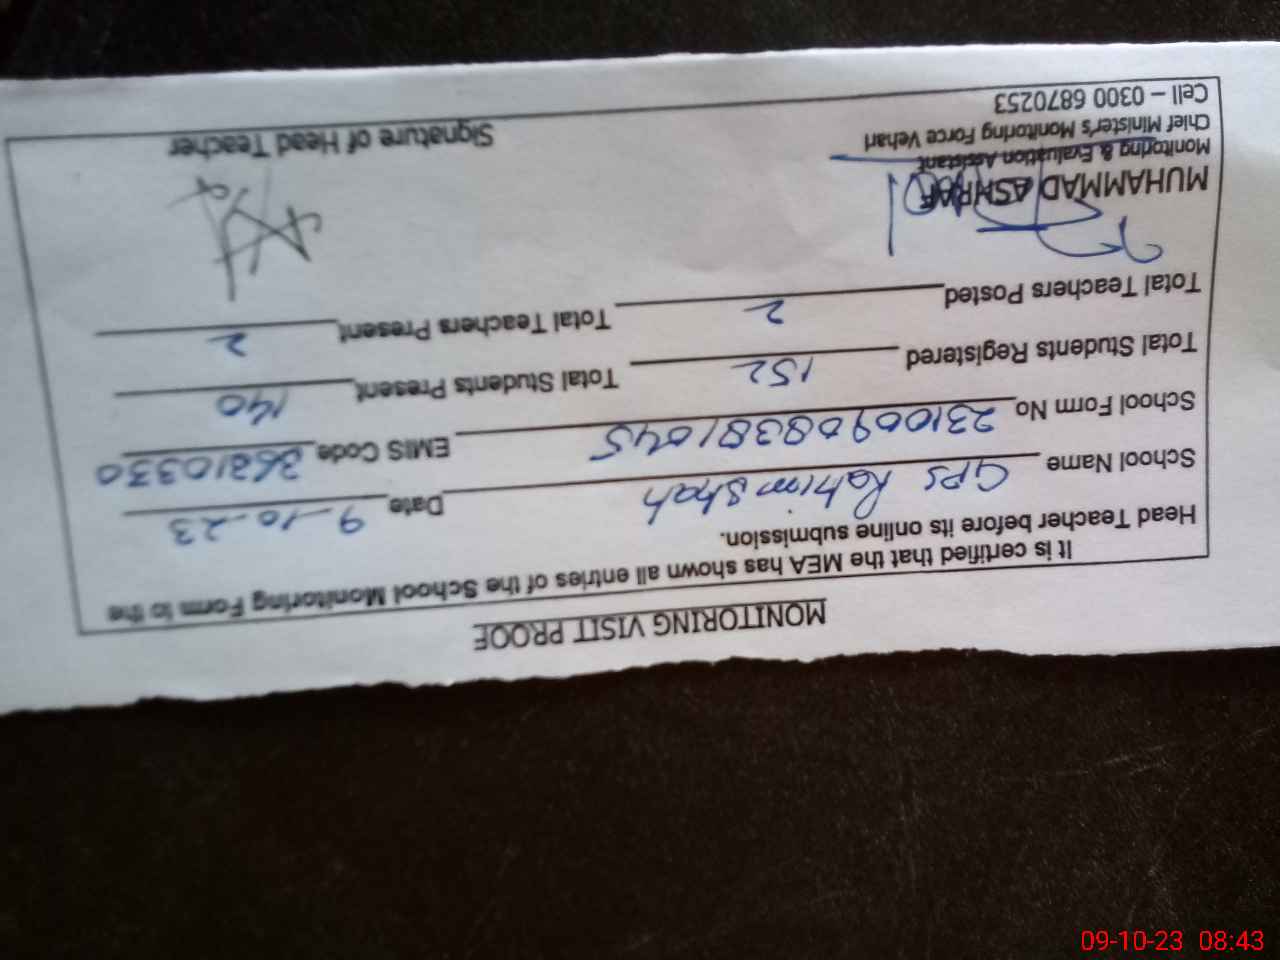 MONITORING VISIT PROOF
It is certified that the MEA has shown all entries of the School Monitoring Form to the
Head Teacher before its online submission.
School Name GPS Rahim Shah Date 9-10-23
School Form No 23100908381045 EMIS Code 36210330
Total Students Registered 152 Total Students Present 140
Total Teachers Posted 2 Total Teachers Present 2
MUHAMMAD ASHRAF
Monitoring & Evaluation Assistant
Chief Minister's Monitoring Force Vehari
Cell – 0300 6870253
Signature of Head Teacher
09-10-23 08:43